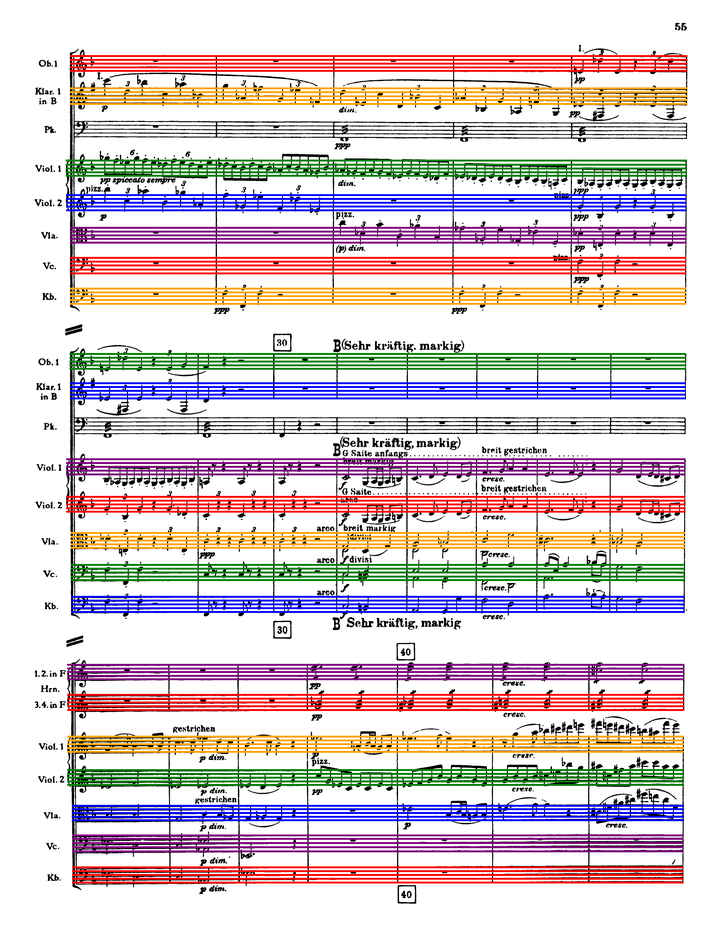 55
Ob.1
I.
pp
Klar. 1
in B
I.
p
dim.
ppp
Pk.
ppp
Viol. 1
6
6
pp spiccato sempre
dim.
ppp
Viol. 2
pizz.
p
ppp
pizz.
Vla.
(p) dim.
pp
Vc.
ppp
Kb.
ppp
ppp
30
B (Sehr kräftig, markig)
Ob. 1
Klar. 1
in B
Pk.
B (Sehr kräftig, markig)
Viol. 1
G Saite anfangs
breit gestrichen
f
cresc.
Viol. 2
G Saite
breit gestrichen
f
cresc.
Vla.
ppp
arco
breit markig
f
cresc.
Vc.
arco
f
divisi
cresc.
Kb.
arco
f
cresc.
30
B Sehr kräftig, markig
40
1.2. in F
pp
cresc.
Hrn.
3.4. in F
pp
cresc.
Viol. 1
gestrichen
p dim.
p
cresc.
Viol. 2
p dim.
pizz.
pp
cresc.
Vla.
gestrichen
p dim.
p
cresc.
Vc.
p dim.
Kb.
p dim.
40